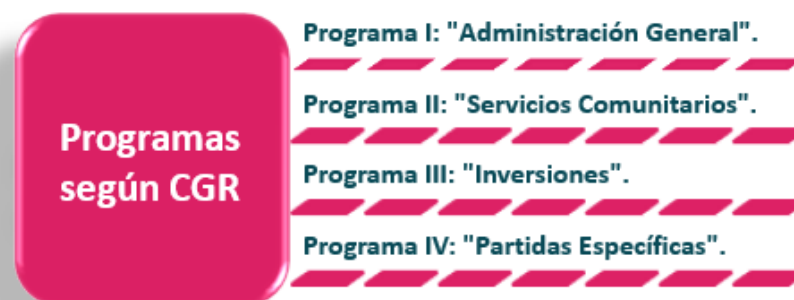 Programas
según CGR
Programa I: "Administración General".
Programa II: "Servicios Comunitarios".
Programa III: "Inversiones".
Programa IV: "Partidas Específicas".